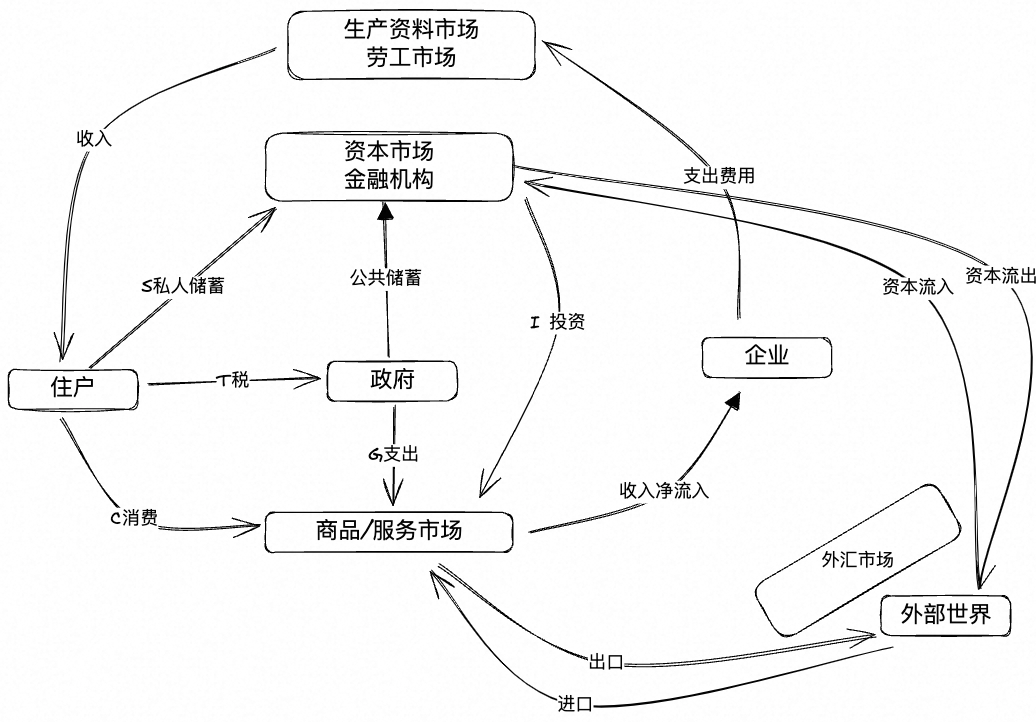 生产资料市场
劳工市场
收入
资本市场
金融机构
支出费用
S私人储蓄
公共储蓄
资本流入
资本流出
I 投资
企业
住户
T税
政府
G支出
收入净流入
C消费
商品/服务市场
外汇市场
外部世界
出口
进口